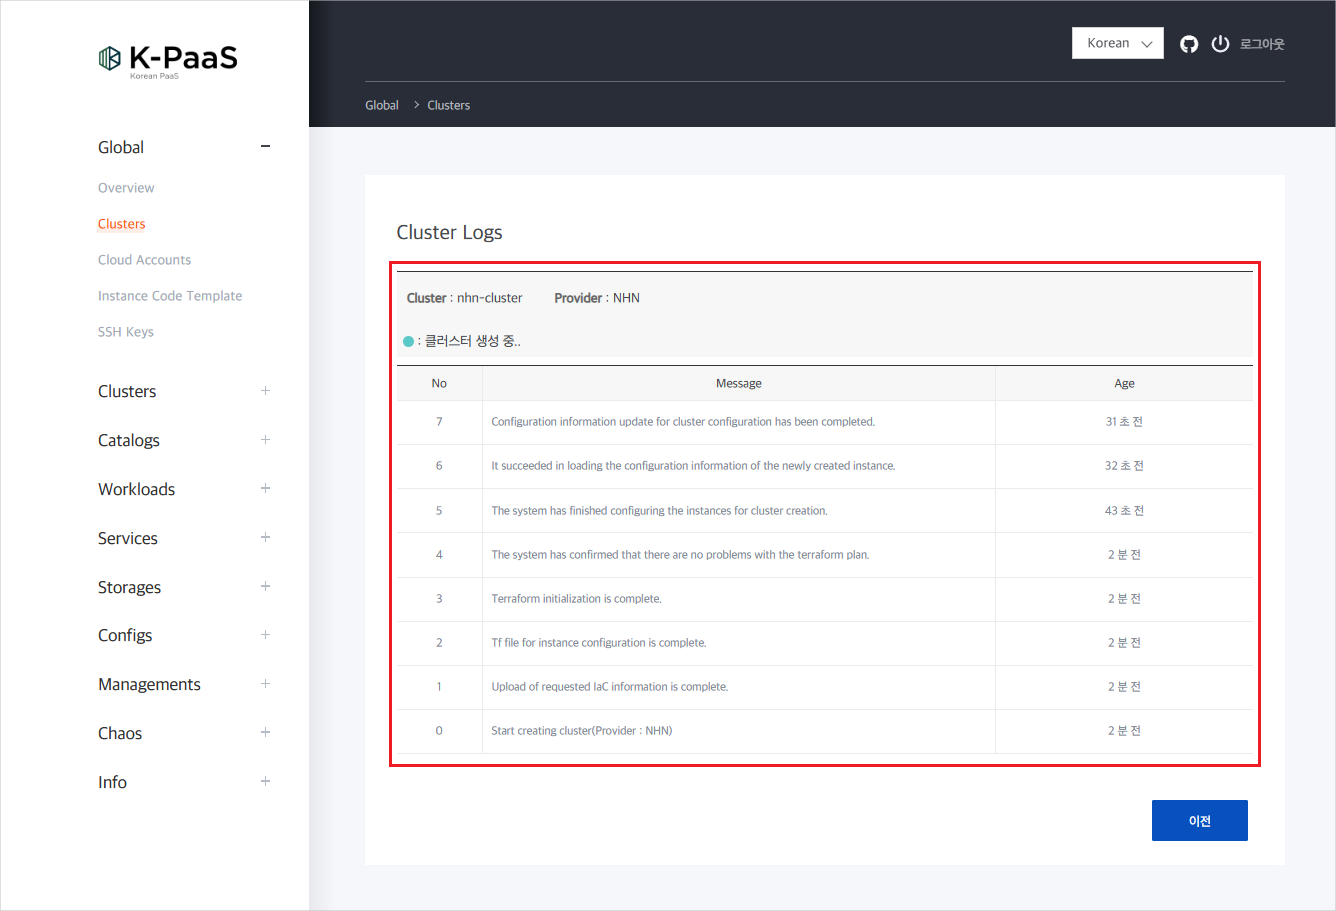 K-PaaS
Korean PaaS
Global
Overview
Clusters
Cloud Accounts
Instance Code Template
SSH Keys
Clusters
Catalogs
Workloads
Services
Storages
Configs
Managements
Chaos
Info
Korean
로그아웃
Global > Clusters
Cluster Logs
Cluster : nhn-cluster Provider : NHN
: 클러스터 생성 중..
No Message Age
7 Configuration information update for cluster configuration has been completed. 31 초 전
6 It succeeded in loading the configuration information of the newly created instance. 32 초 전
5 The system has finished configuring the instances for cluster creation. 43 초 전
4 The system has confirmed that there are no problems with the terraform plan. 2 분 전
3 Terraform initialization is complete. 2 분 전
2 Tf file for instance configuration is complete. 2 분 전
1 Upload of requested IaC information is complete. 2 분 전
0 Start creating cluster(Provider : NHN) 2 분 전
이전